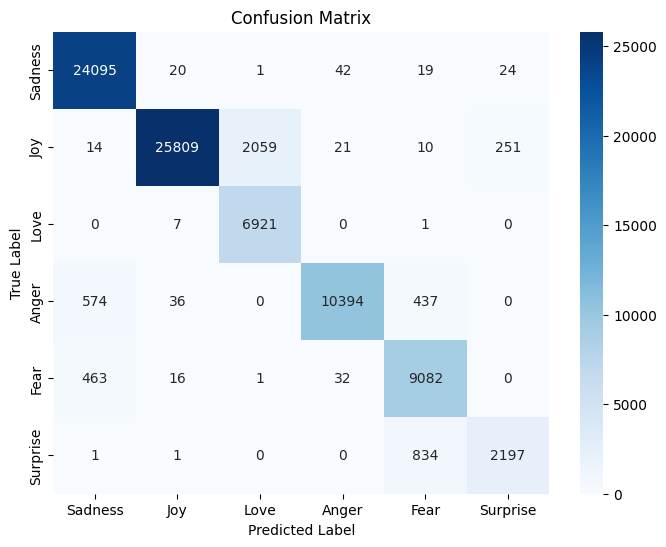 Confusion Matrix
True Label
Sadness 24095 20 1 42 19 24
Joy 14 25809 2059 21 10 251
Love 0 7 6921 0 1 0
Anger 574 36 0 10394 437 0
Fear 463 16 1 32 9082 0
Surprise 1 1 0 0 834 2197
Sadness Joy Love Anger Fear Surprise
Predicted Label
25000
20000
15000
10000
5000
0